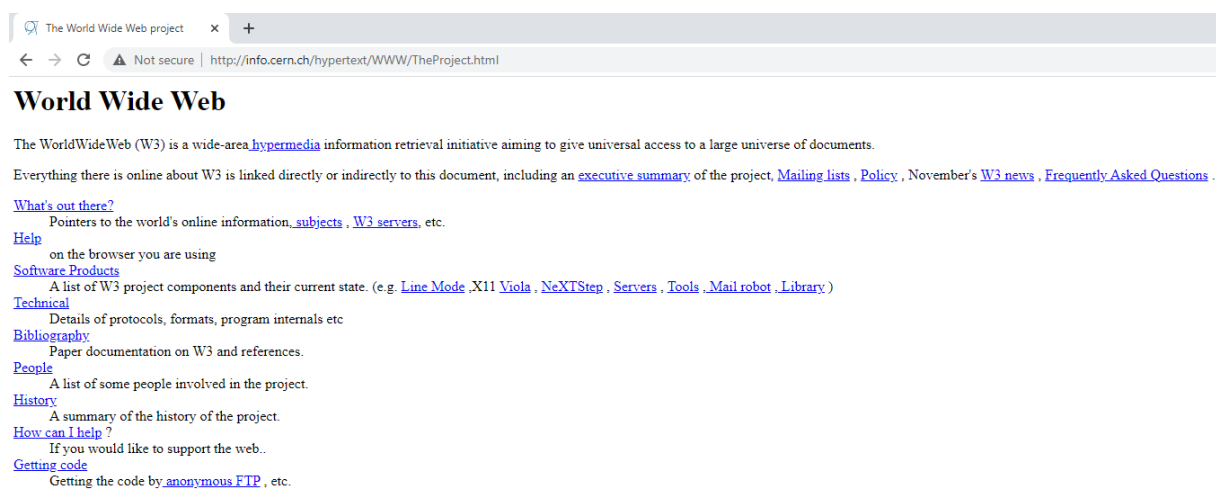 The World Wide Web project
Not secure | http://info.cern.ch/hypertext/WWW/TheProject.html
World Wide Web
The WorldWideWeb (W3) is a wide-area hypermedia information retrieval initiative aiming to give universal access to a large universe of documents.
Everything there is online about W3 is linked directly or indirectly to this document, including an executive summary of the project, Mailing lists , Policy , November's W3 news , Frequently Asked Questions .
What's out there?
Pointers to the world's online information, subjects , W3 servers, etc.
Help
on the browser you are using
Software Products
A list of W3 project components and their current state. (e.g. Line Mode ,X11 Viola , NeXTStep , Servers , Tools , Mail robot , Library )
Technical
Details of protocols, formats, program internals etc
Bibliography
Paper documentation on W3 and references.
People
A list of some people involved in the project.
History
A summary of the history of the project.
How can I help ?
If you would like to support the web..
Getting code
Getting the code by anonymous FTP , etc.